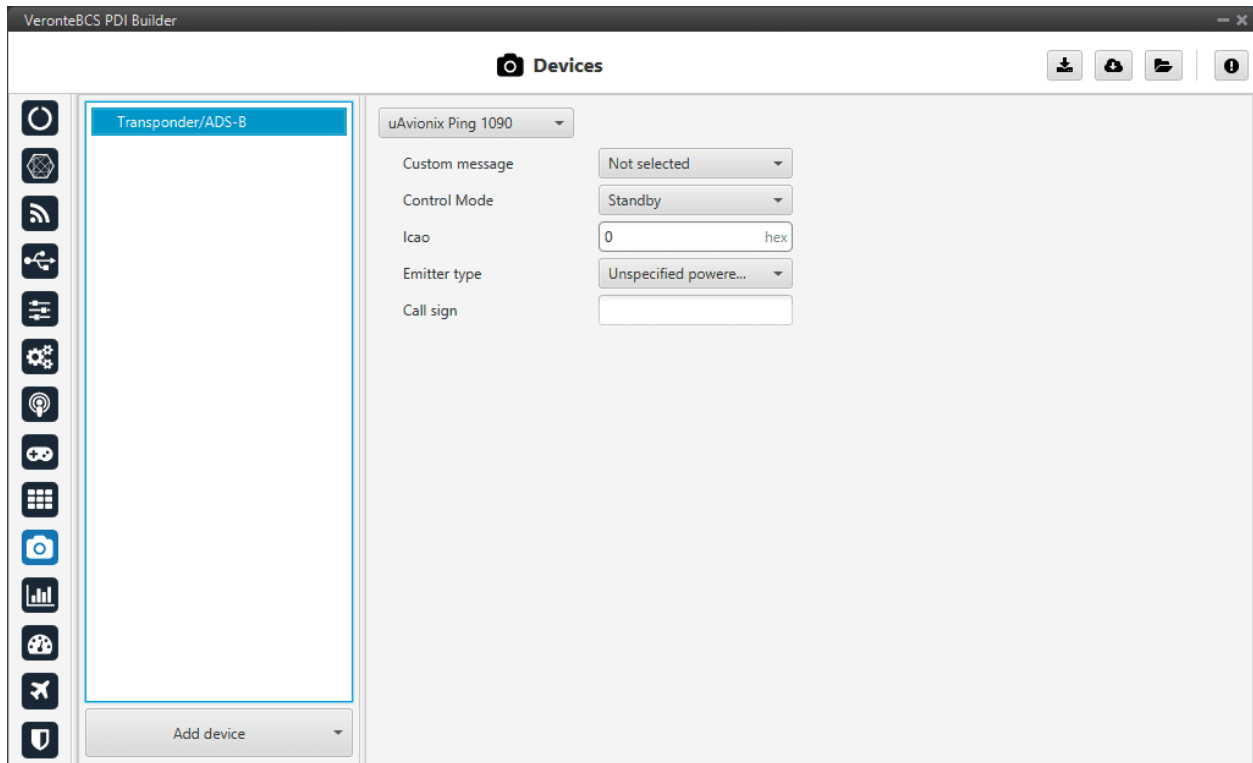 VeronteBCS PDI Builder
Devices
Transponder/ADS-B
uAvionix Ping 1090
Custom message
Not selected
Control Mode
Standby
Icao
0 hex
Emitter type
Unspecified powere...
Call sign
Add device